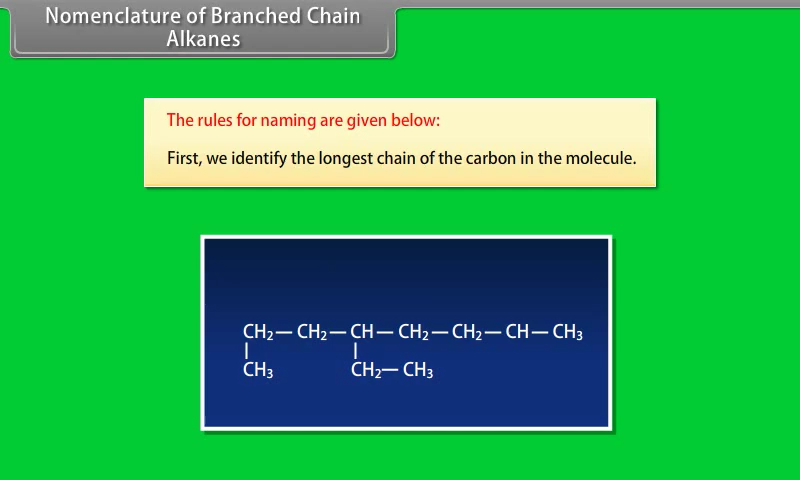 Nomenclature of Branched Chain
Alkanes
The rules for naming are given below:
First, we identify the longest chain of the carbon in the molecule.
CH₂— CH₂— CH — CH₂— CH₂— CH — CH₃
| |
CH₃ CH₂— CH₃